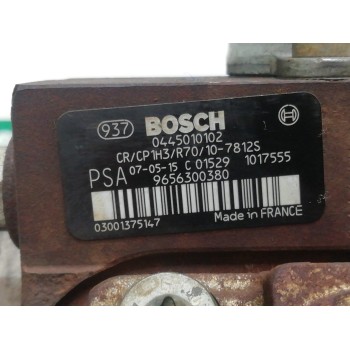 937 BOSCH
0445010102
CR/CP1H3/R70/10-7812S
PSA 07-05-15 C 01529 1017555
9656300380
03001375147 Made in FRANCE